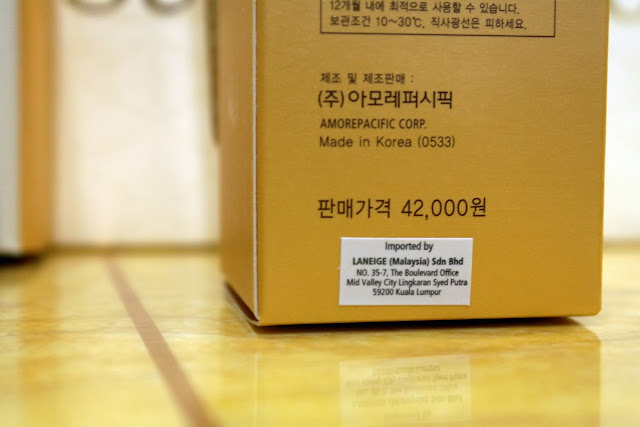 12개월 내에 최적으로 사용할 수 있습니다.
보관조건 10~30℃, 직사광선은 피하세요.
제조 및 제조판매 :
(주)아모레퍼시픽
AMOREPACIFIC CORP.
Made in Korea (0533)
판매가격 42,000원
Imported by
LANEIGE (Malaysia) Sdn Bhd
NO. 35-7, The Boulevard Office
Mid Valley City Lingkaran Syed Putra
59200 Kuala Lumpur